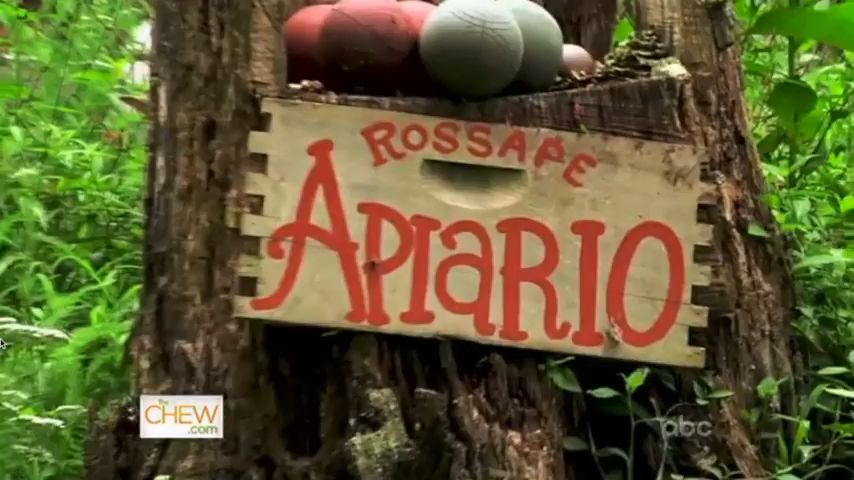 ROSSAPE
APIARIO
The
CHEW
.com
abc